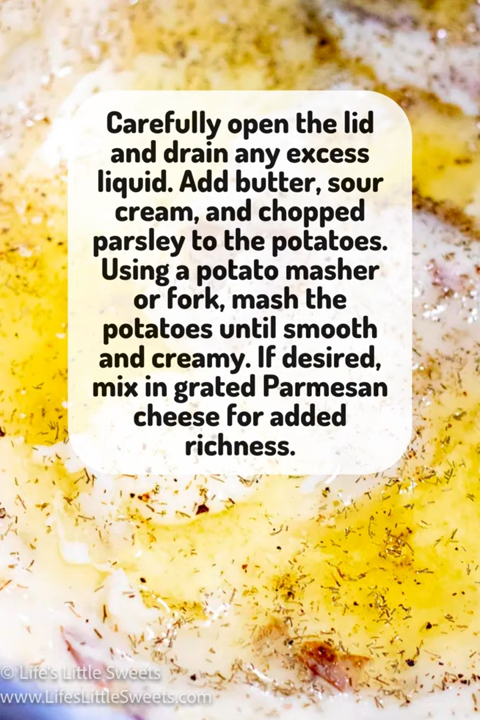 Carefully open the lid
and drain any excess
liquid. Add butter, sour
cream, and chopped
parsley to the potatoes.
Using a potato masher
or fork, mash the
potatoes until smooth
and creamy. If desired,
mix in grated Parmesan
cheese for added
richness.
© Life's Little Sweets
www.LifesLittleSweets.com